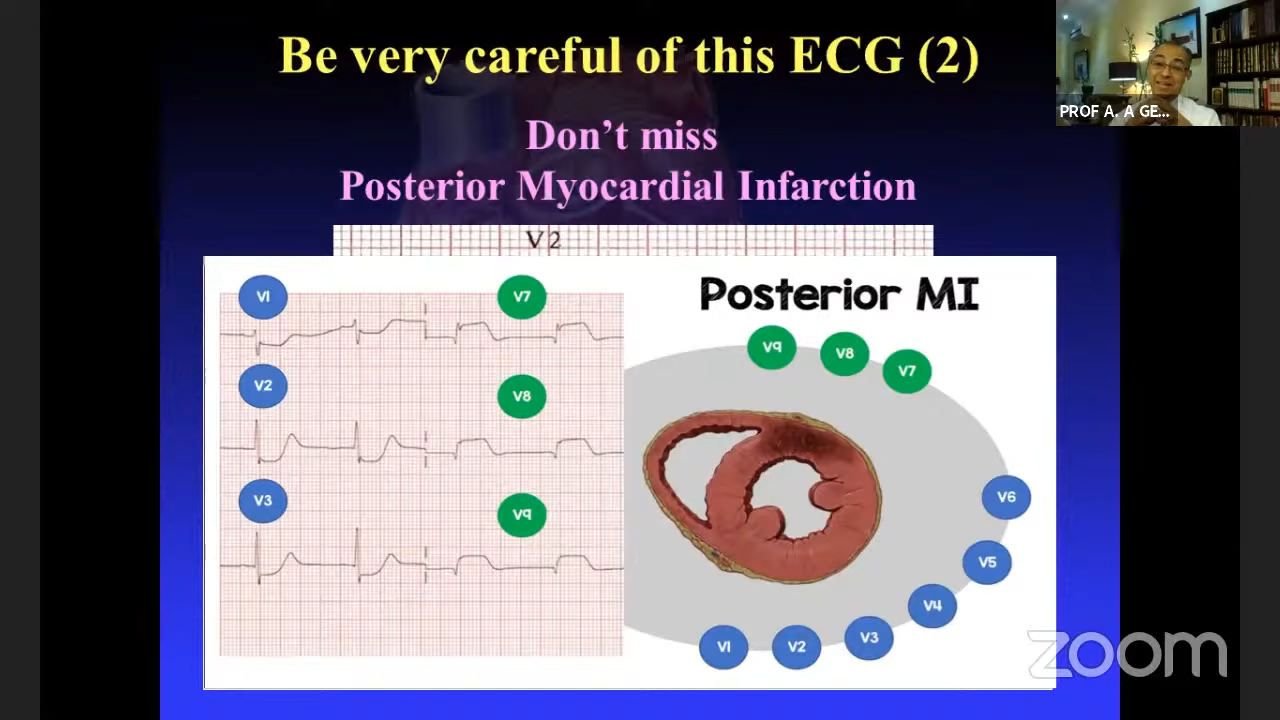 Be very careful of this ECG (2)
PROF A. A GE...
Don't miss
Posterior Myocardial Infarction
V2
V1
V7
V2
V8
V3
V9
Posterior MI
V9
V8
V7
V6
V5
V4
V3
V2
V1
zoom